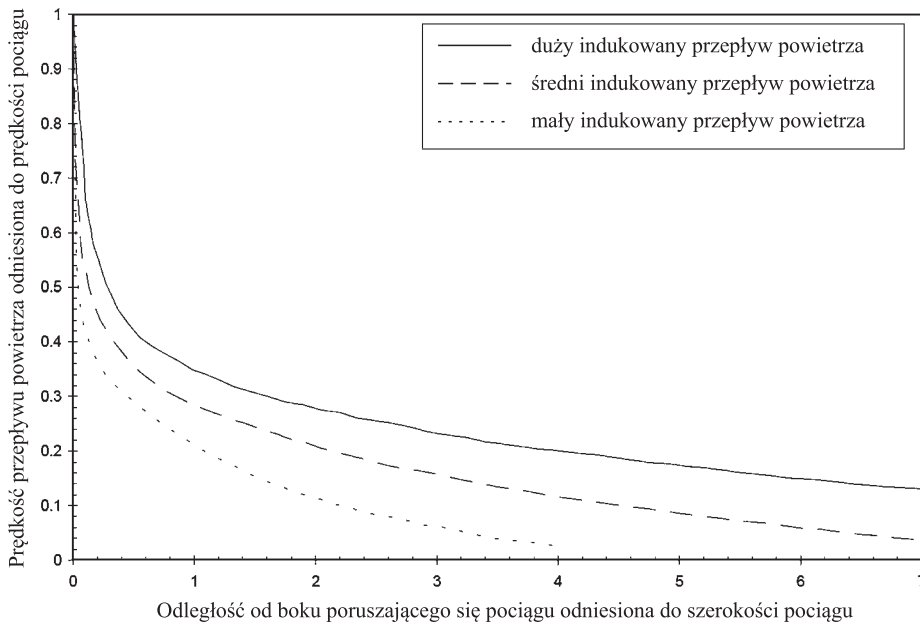 Prędkość przepływu powietrza odniesiona do prędkości pociągu
1
0.9
0.8
0.7
0.6
0.5
0.4
0.3
0.2
0.1
0
duży indukowany przepływ powietrza
średni indukowany przepływ powietrza
mały indukowany przepływ powietrza
0 1 2 3 4 5 6 7
Odległość od boku poruszającego się pociągu odniesiona do szerokości pociągu